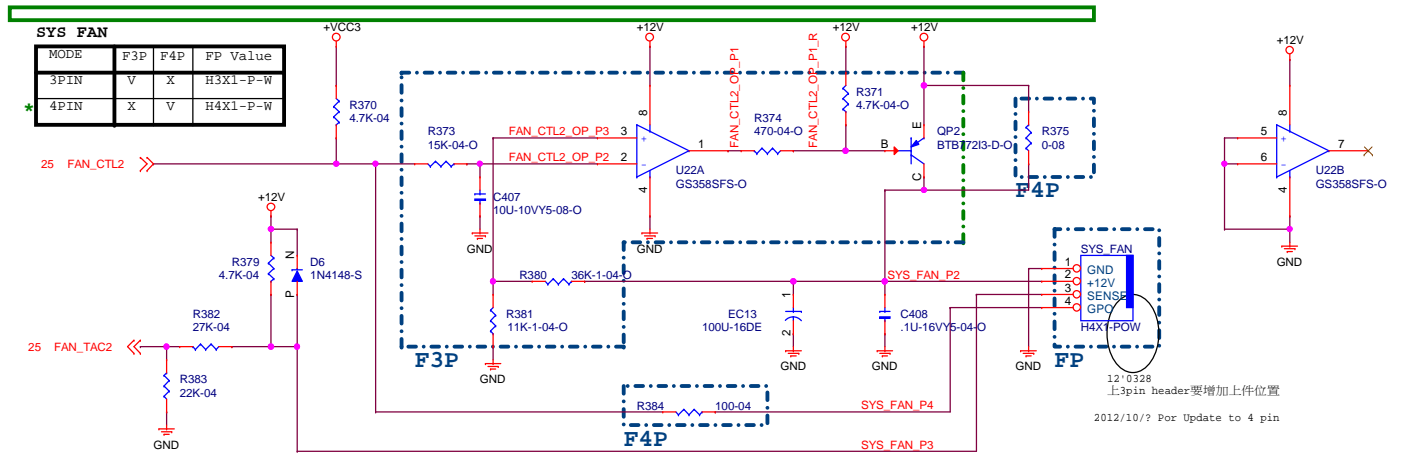 SYS FAN
MODE F3P F4P FP Value
3PIN V X H3X1-P-W
* 4PIN X V H4X1-P-W
+VCC3
R370
4.7K-04
25 FAN_CTL2
R373
15K-04-O
C407
10U-10VY5-08-O
GND
FAN_CTL2_OP_P3
FAN_CTL2_OP_P2
+12V
8
3
+
2
-
1
4
U22A
GS358SFS-O
GND
FAN_CTL2_OP_P1
R374
470-04-O
FAN_CTL2_OP_P1_R
+12V
R371
4.7K-04-O
+12V
B
E
C
QP2
BTB772I3-D-O
R375
0-08
F4P
+12V
8
5
+
6
-
7
4
U22B
GS358SFS-O
GND
+12V
R379
4.7K-04
N
D6
1N4148-S
P
R382
27K-04
25 FAN_TAC2
R383
22K-04
GND
R380 36K-1-04-O
R381
11K-1-04-O
GND
F3P
EC13
100U-16DE
1
2
GND
SYS_FAN_P2
C408
.1U-16VY5-04-O
GND
SYS_FAN
1 GND
2 +12V
3 SENSE
4 GPO
H4X1-POW
GND
FP
12'0328
上3pin header要增加上件位置
2012/10/? Por Update to 4 pin
R384 100-04
F4P
SYS_FAN_P4
SYS_FAN_P3